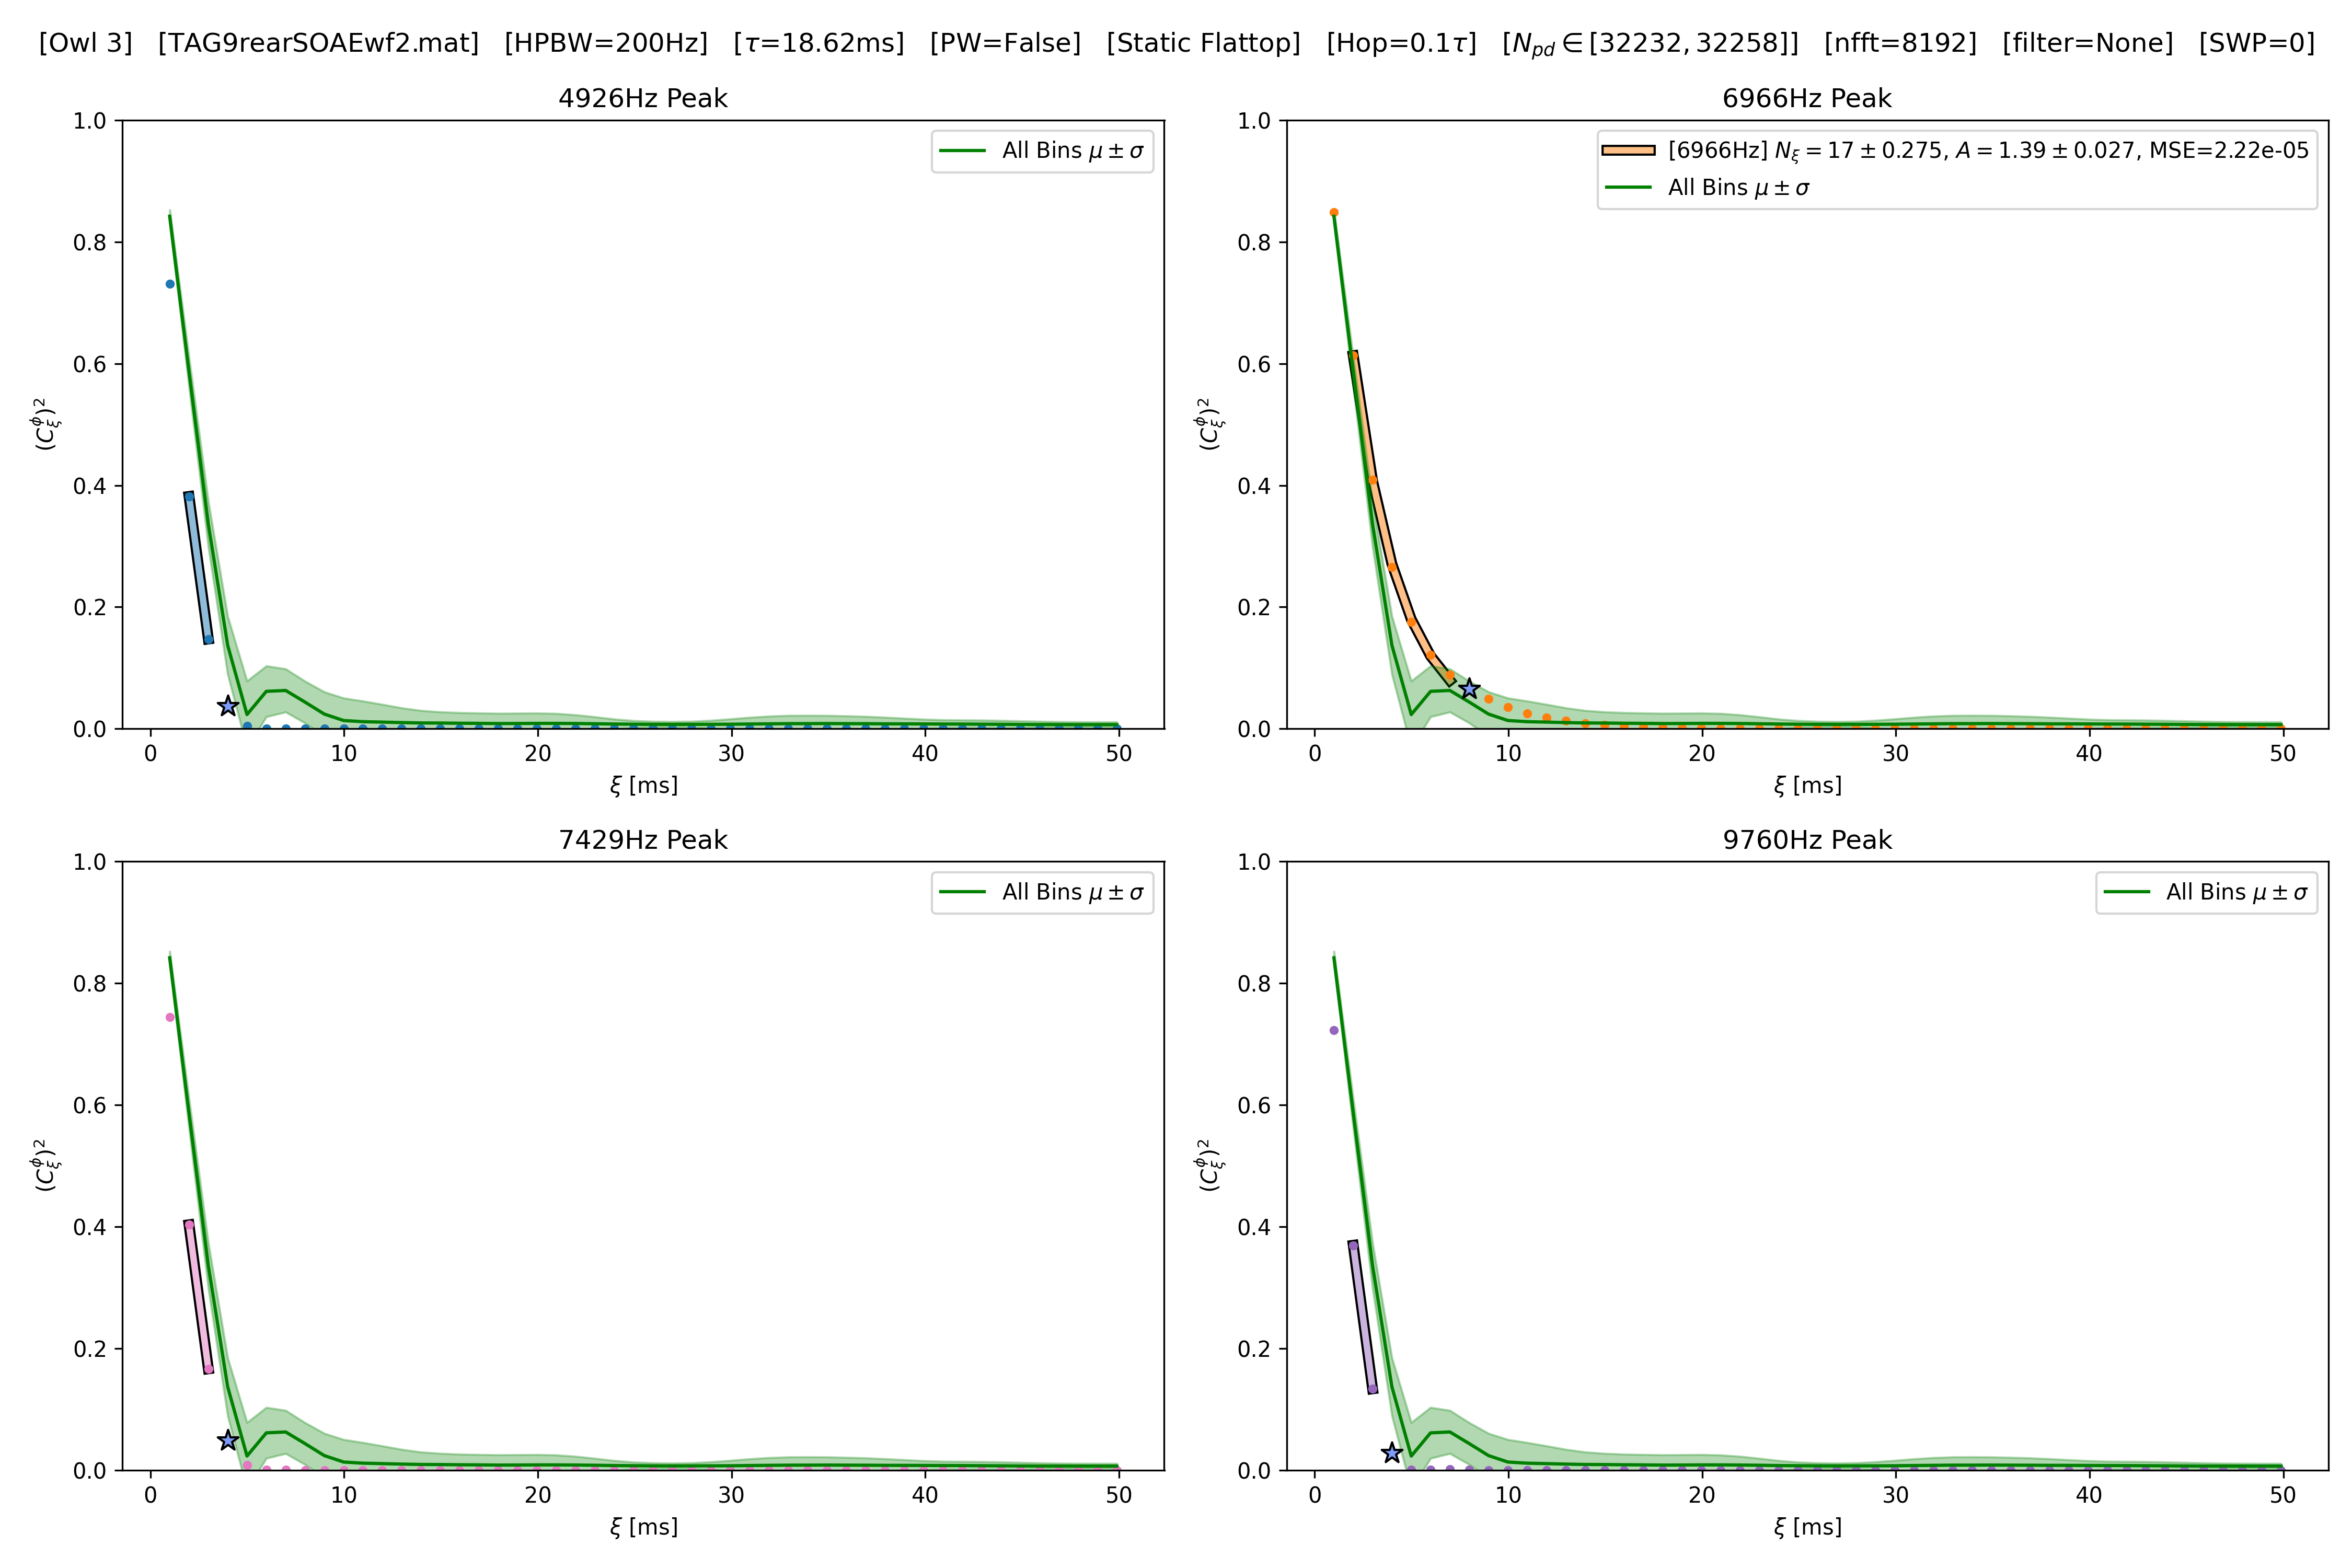 [Owl 3] [TAG9rearSOAEwf2.mat] [HPBW=200Hz] [τ=18.62ms] [PW=False] [Static Flattop] [Hop=0.1τ] [N_pd ∈ [32232, 32258]] [nfft=8192] [filter=None] [SWP=0]
4926Hz Peak
All Bins μ ± σ
1.0
0.8
0.6
0.4
0.2
0.0
(C_ξ^ϕ)²
0 10 20 30 40 50
ξ [ms]
6966Hz Peak
[6966Hz] N_ξ = 17 ± 0.275, A = 1.39 ± 0.027, MSE=2.22e-05
All Bins μ ± σ
1.0
0.8
0.6
0.4
0.2
0.0
(C_ξ^ϕ)²
0 10 20 30 40 50
ξ [ms]
7429Hz Peak
All Bins μ ± σ
1.0
0.8
0.6
0.4
0.2
0.0
(C_ξ^ϕ)²
0 10 20 30 40 50
ξ [ms]
9760Hz Peak
All Bins μ ± σ
1.0
0.8
0.6
0.4
0.2
0.0
(C_ξ^ϕ)²
0 10 20 30 40 50
ξ [ms]